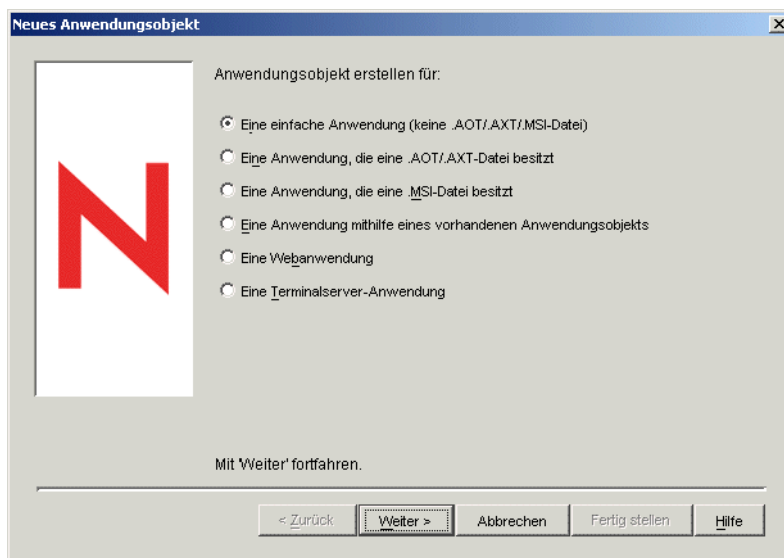 Neues Anwendungsobjekt
Anwendungsobjekt erstellen für:
Eine einfache Anwendung (keine .AOT/.AXT/.MSI-Datei)
Eine Anwendung, die eine .AOT/.AXT-Datei besitzt
Eine Anwendung, die eine .MSI-Datei besitzt
Eine Anwendung mithilfe eines vorhandenen Anwendungsobjekts
Eine Webanwendung
Eine Terminalserver-Anwendung
N
Mit 'Weiter' fortfahren.
< Zurück
Weiter >
Abbrechen
Fertig stellen
Hilfe